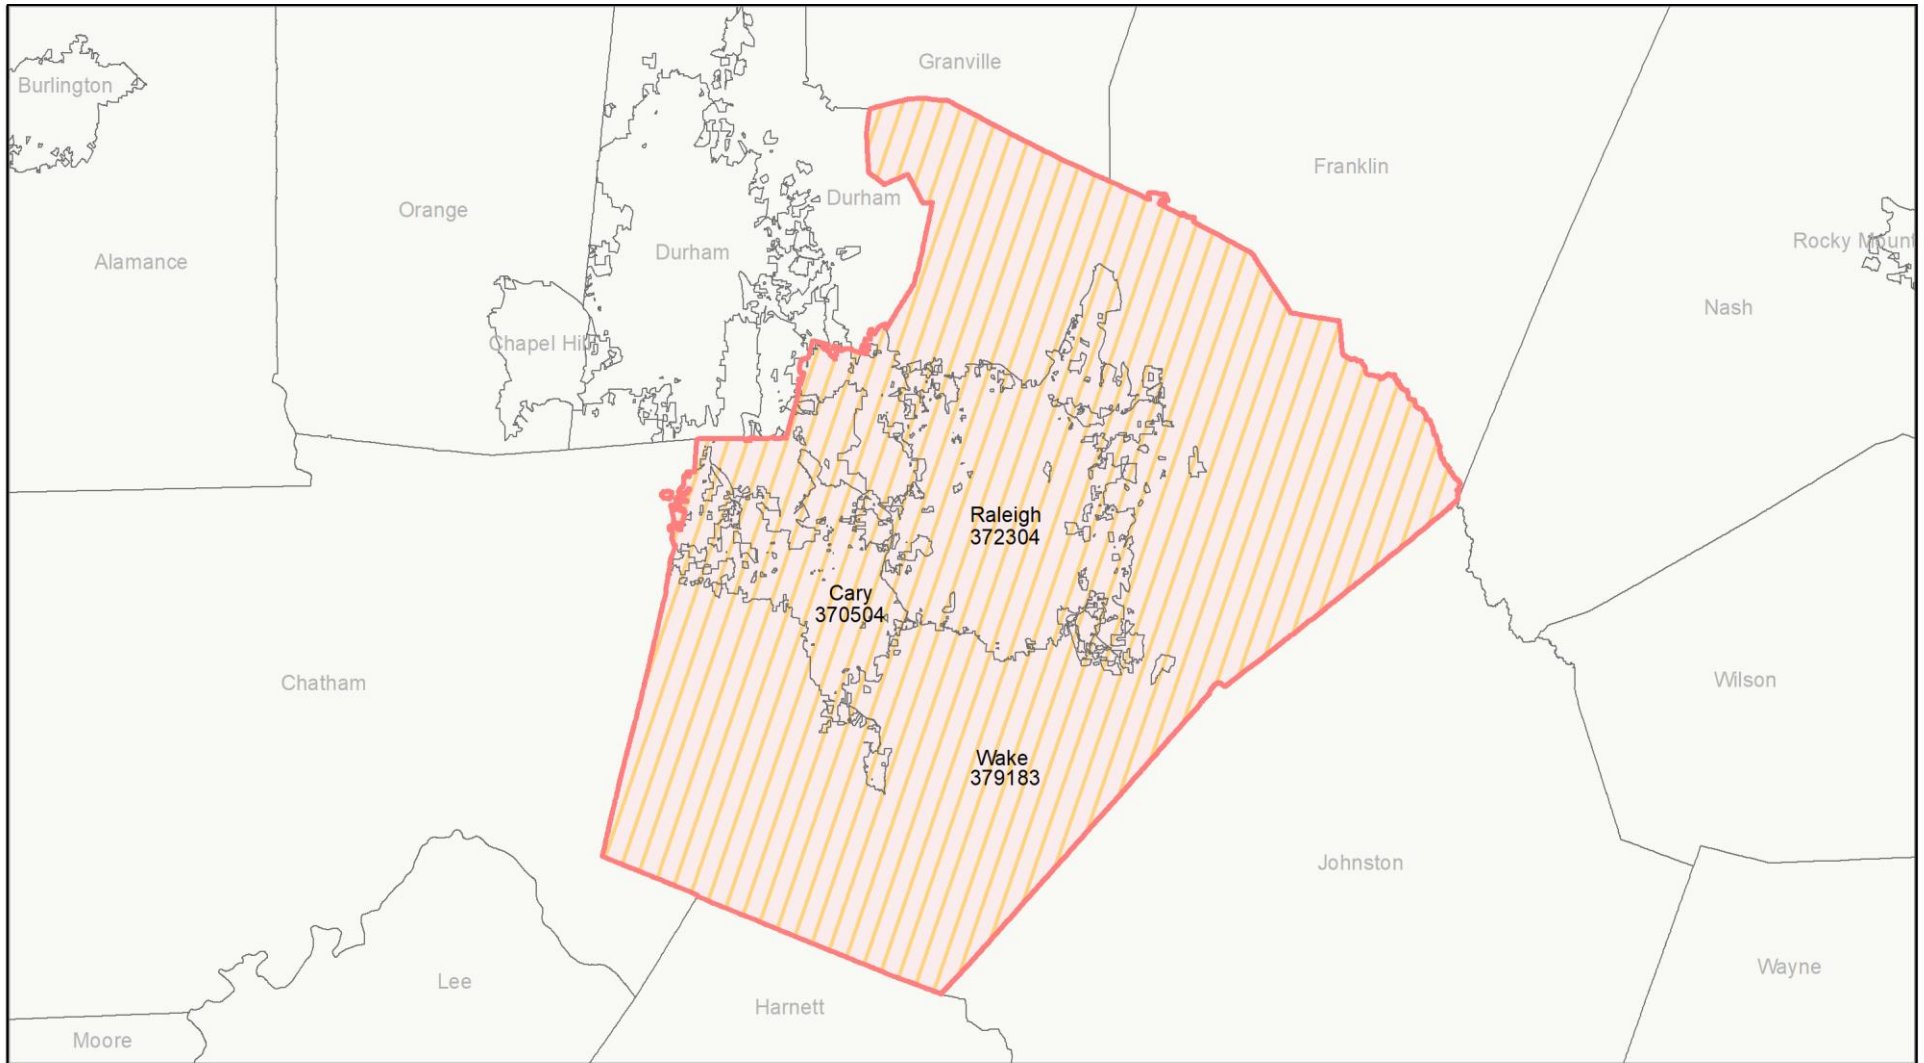 Granville
Burlington
Franklin
Durham
Orange
Rocky Mount
Durham
Alamance
Nash
Chapel Hill
Raleigh
372304
Cary
370504
Chatham
Wilson
Wake
379183
Johnston
Wayne
Lee
Harnett
Moore